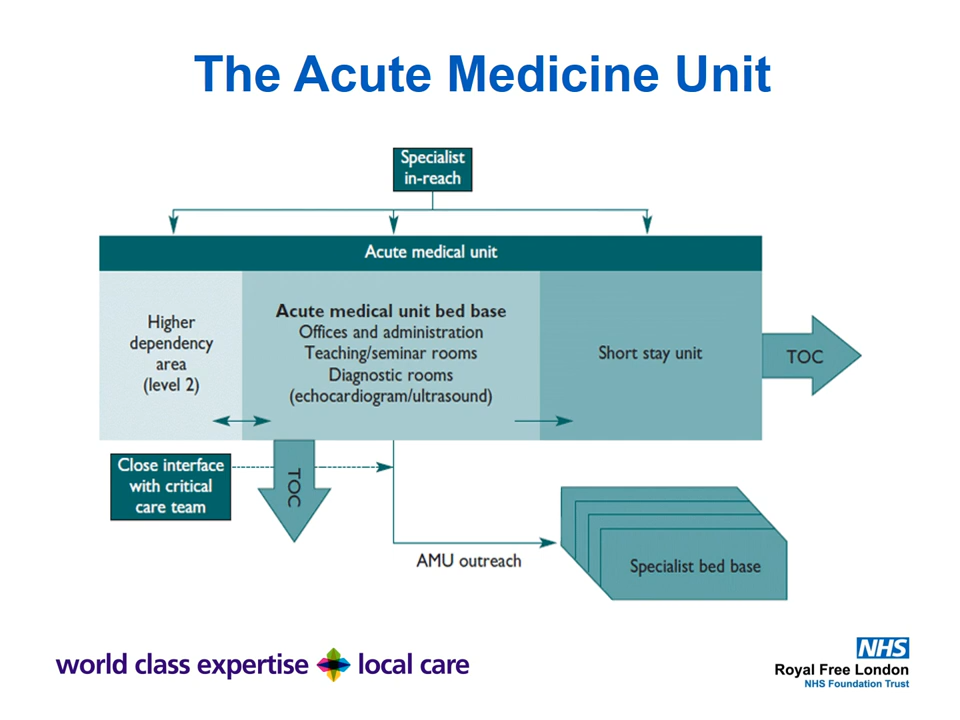 The Acute Medicine Unit
Specialist
in-reach
Acute medical unit
Higher
dependency
area
(level 2)
Acute medical unit bed base
Offices and administration
Teaching/seminar rooms
Diagnostic rooms
(echocardiogram/ultrasound)
Short stay unit
TOC
Close interface
with critical
care team
TOC
AMU outreach
Specialist bed base
world class expertise local care
NHS
Royal Free London
NHS Foundation Trust